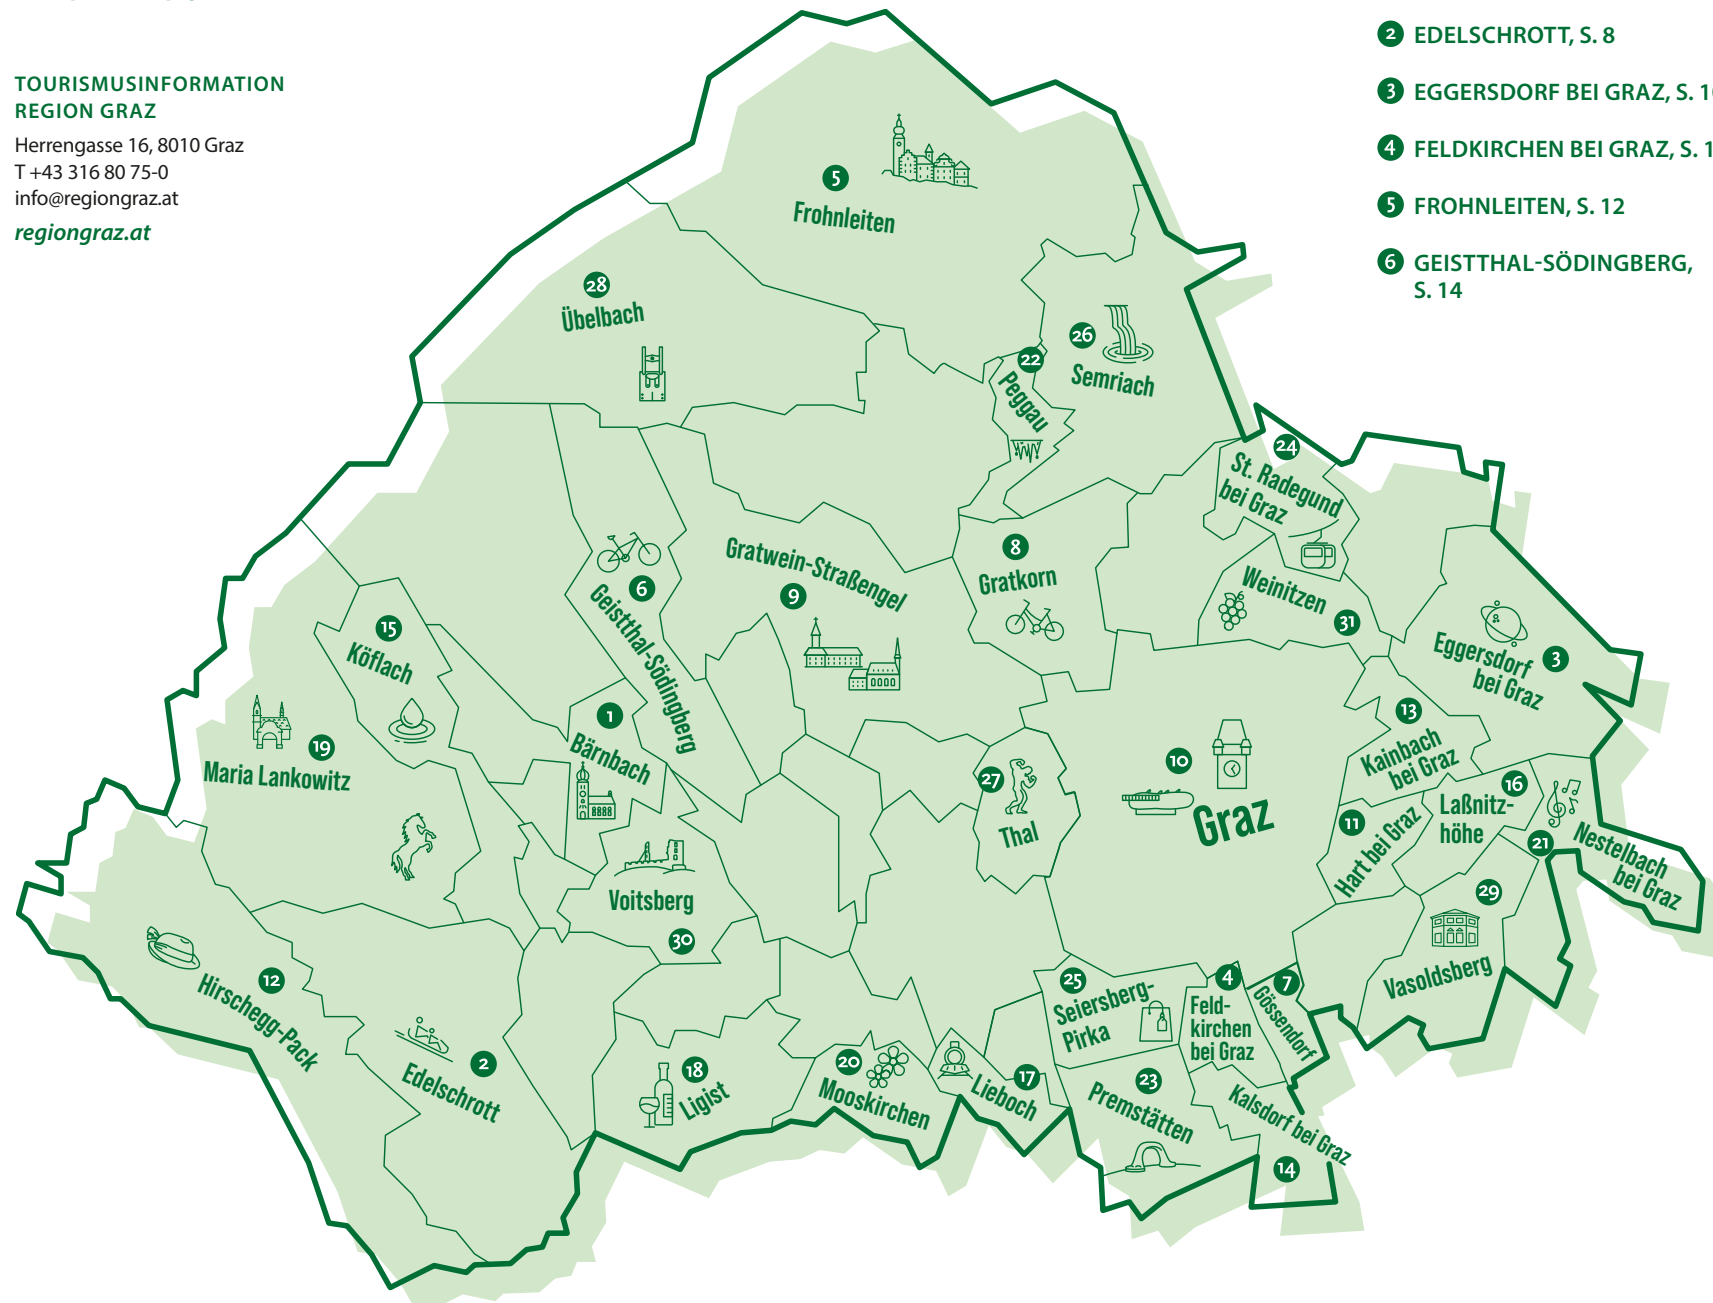 TOURISMUSINFORMATION
REGION GRAZ
Herrengasse 16, 8010 Graz
T +43 316 80 75-0
info@regiongraz.at
regiongraz.at
2 EDELSCHROTT, S. 8
3 EGGERSDORF BEI GRAZ, S.
4 FELDKIRCHEN BEI GRAZ, S.
5 FROHNLEITEN, S. 12
6 GEISTTHAL-SÖDINGBERG,
S. 14
5
Frohnleiten
28
Übelbach
26
Semriach
22
Peggau
24
St. Radegund
bei Graz
8
Gratkorn
Gratwein-Straßengel
9
6
Geistthal-Södingberg
Weinitzen
31
15
Köflach
Eggersdorf
bei Graz
3
1
Bärnbach
13
Kainbach
bei Graz
19
Maria Lankowitz
10
Graz
27
Thal
16
Laßnitz-
höhe
11
Hart bei Graz
21
Nestelbach
bei Graz
Voitsberg
30
29
Vasoldsberg
12
Hirschegg-Pack
25
Seiersberg-
Pirka
4
Feld-
kirchen
bei Graz
7
Gössendorf
2
Edelschrott
18
Ligist
20
Mooskirchen
17
Lieboch
23
Premstätten
Kalsdorf bei Graz
14